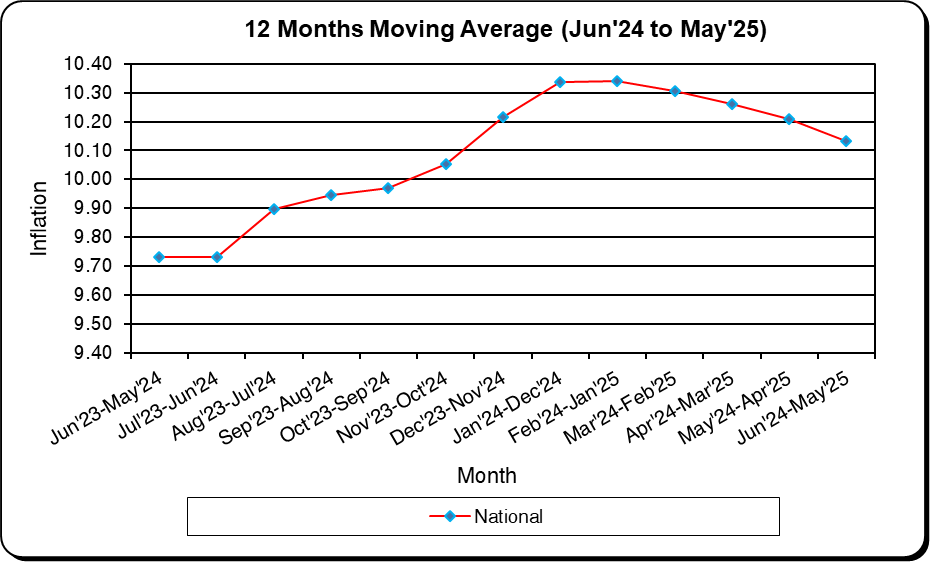 12 Months Moving Average (Jun'24 to May'25)
10.40
10.30
10.20
10.10
10.00
9.90
9.80
9.70
9.60
9.50
9.40
Inflation
Jun'23-May'24
Jul'23-Jun'24
Aug'23-Jul'24
Sep'23-Aug'24
Oct'23-Sep'24
Nov'23-Oct'24
Dec'23-Nov'24
Jan'24-Dec'24
Feb'24-Jan'25
Mar'24-Feb'25
Apr'24-Mar'25
May'24-Apr'25
Jun'24-May'25
Month
National